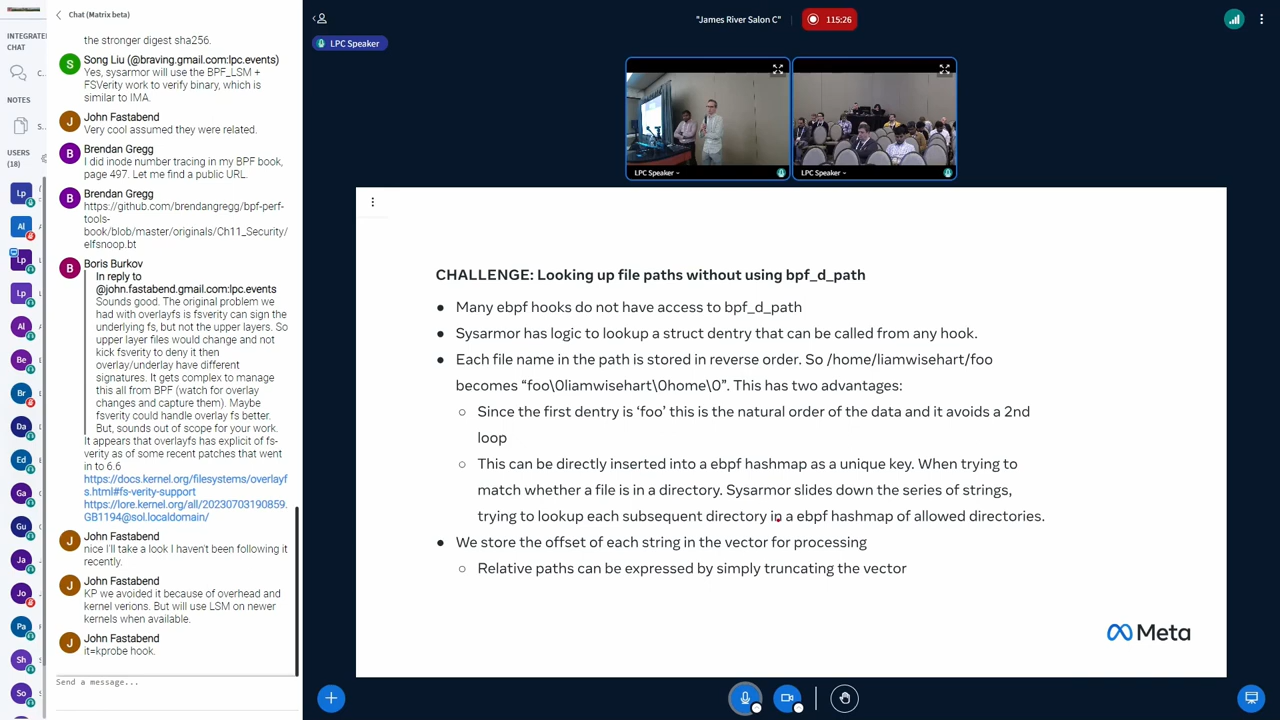 INTEGRATE
CHAT
C..
NOTES
S..
USERS
(18)
Lp
Al
Lp
Lp
Al
Be
Br
Da
Ed
Ga
Gu
Ja
Jo
Pa
Sh
So
Chat (Matrix beta)
the stronger digest sha256.
S
Song Liu (@braving.gmail.com:lpc.events)
Yes, sysarmor will use the BPF_LSM +
FSVerity work to verify binary, which is
similar to IMA.
J
John Fastabend
Very cool assumed they were related.
B
Brendan Gregg
I did inode number tracing in my BPF book,
page 497. Let me find a public URL.
B
Brendan Gregg
https://github.com/brendangregg/bpf-perf-
tools-
book/blob/master/originals/Ch11_Security/
elfsnoop.bt
B
Boris Burkov
In reply to
@john.fastabend.gmail.com:lpc.events
Sounds good. The original problem we
had with overlayfs is fsverity can sign the
underlying fs, but not the upper layers. So
upper layer files would change and not
kick fsverity to deny it then
overlay/underlay have different
signatures. It gets complex to manage
this all from BPF (watch for overlay
changes and capture them). Maybe
fsverity could handle overlay fs better.
But, sounds out of scope for your work.
It appears that overlayfs has explicit of fs-
verity as of some recent patches that went
in to 6.6
https://docs.kernel.org/filesystems/overlayf
s.html#fs-verity-support
https://lore.kernel.org/all/20230703190859.
GB1194@sol.localdomain/
J
John Fastabend
nice I'll take a look I haven't been following it
recently.
J
John Fastabend
KP we avoided it because of overhead and
kernel verions. But will use LSM on newer
kernels when available.
J
John Fastabend
it=kprobe hook.
Send a message...
"James River Salon C"
115:26
LPC Speaker
LPC Speaker
LPC Speaker
CHALLENGE: Looking up file paths without using bpf_d_path
● Many ebpf hooks do not have access to bpf_d_path
● Sysarmor has logic to lookup a struct dentry that can be called from any hook.
● Each file name in the path is stored in reverse order. So /home/liamwisehart/foo
becomes “foo\0liamwisehart\0home\0”. This has two advantages:
○ Since the first dentry is ‘foo’ this is the natural order of the data and it avoids a 2nd
loop
○ This can be directly inserted into a ebpf hashmap as a unique key. When trying to
match whether a file is in a directory. Sysarmorslides down the series of strings,
trying to lookup each subsequent directory in a ebpf hashmap of allowed directories.
● We store the offset of each string in the vector for processing
○ Relative paths can be expressed by simply truncating the vector
Meta